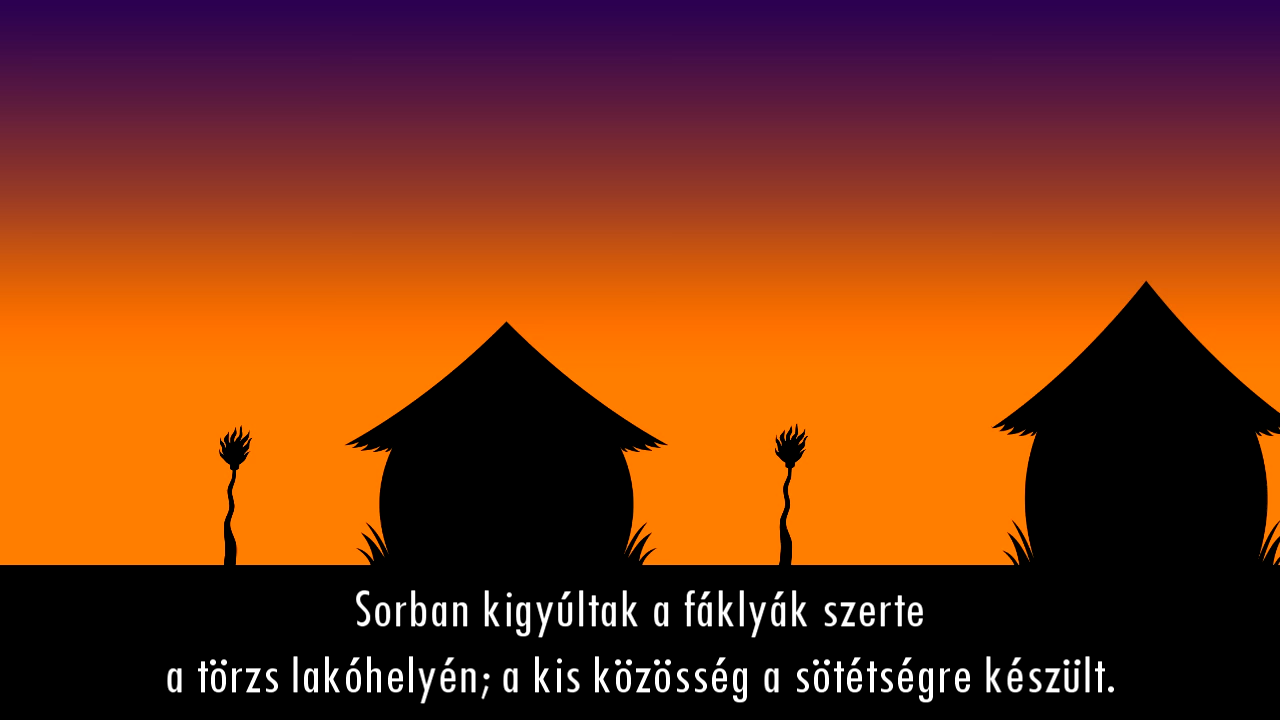 Sorban kigyúltak a fáklyák szerte
a törzs lakóhelyén; a kis közösség a sötétségre készült.